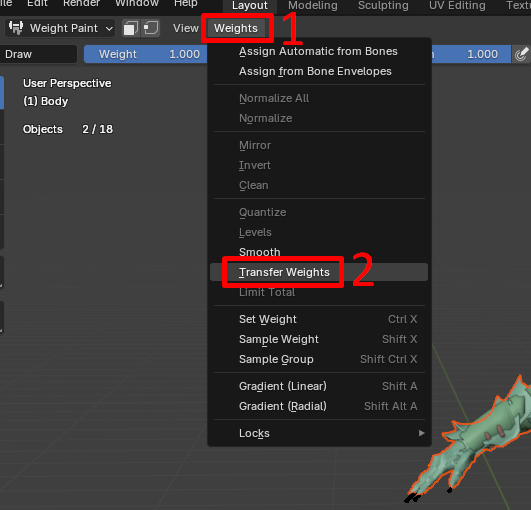 File Edit Render Window Help Layout Modeling Sculpting UV Editing
Weight Paint View Weights 1
Draw Weight 1.000 1.000
User Perspective
(1) Body
Objects 2 / 18
Assign Automatic from Bones
Assign from Bone Envelopes
Normalize All
Normalize
Mirror
Invert
Clean
Quantize
Levels
Smooth
Transfer Weights 2
Limit Total
Set Weight Ctrl X
Sample Weight Shift X
Sample Group Shift Ctrl X
Gradient (Linear) Shift A
Gradient (Radial) Shift Alt A
Locks